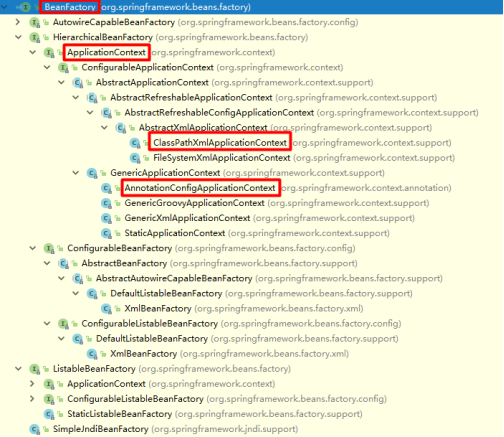 BeanFactory (org.springframework.beans.factory)
AutowireCapableBeanFactory (org.springframework.beans.factory.config)
HierarchicalBeanFactory (org.springframework.beans.factory)
ApplicationContext (org.springframework.context)
ConfigurableApplicationContext (org.springframework.context)
AbstractApplicationContext (org.springframework.context.support)
AbstractRefreshableApplicationContext (org.springframework.context.support)
AbstractRefreshableConfigApplicationContext (org.springframework.context.support)
AbstractXmlApplicationContext (org.springframework.context.support)
ClassPathXmlApplicationContext (org.springframework.context.support)
FileSystemXmlApplicationContext (org.springframework.context.support)
GenericApplicationContext (org.springframework.context.support)
AnnotationConfigApplicationContext (org.springframework.context.annotation)
GenericGroovyApplicationContext (org.springframework.context.support)
GenericXmlApplicationContext (org.springframework.context.support)
StaticApplicationContext (org.springframework.context.support)
ConfigurableBeanFactory (org.springframework.beans.factory.config)
AbstractBeanFactory (org.springframework.beans.factory.support)
AbstractAutowireCapableBeanFactory (org.springframework.beans.factory.support)
DefaultListableBeanFactory (org.springframework.beans.factory.support)
XmlBeanFactory (org.springframework.beans.factory.xml)
ConfigurableListableBeanFactory (org.springframework.beans.factory.config)
DefaultListableBeanFactory (org.springframework.beans.factory.support)
XmlBeanFactory (org.springframework.beans.factory.xml)
ListableBeanFactory (org.springframework.beans.factory)
ApplicationContext (org.springframework.context)
ConfigurableListableBeanFactory (org.springframework.beans.factory.config)
StaticListableBeanFactory (org.springframework.beans.factory.support)
SimpleJndiBeanFactory (org.springframework.jndi.support)